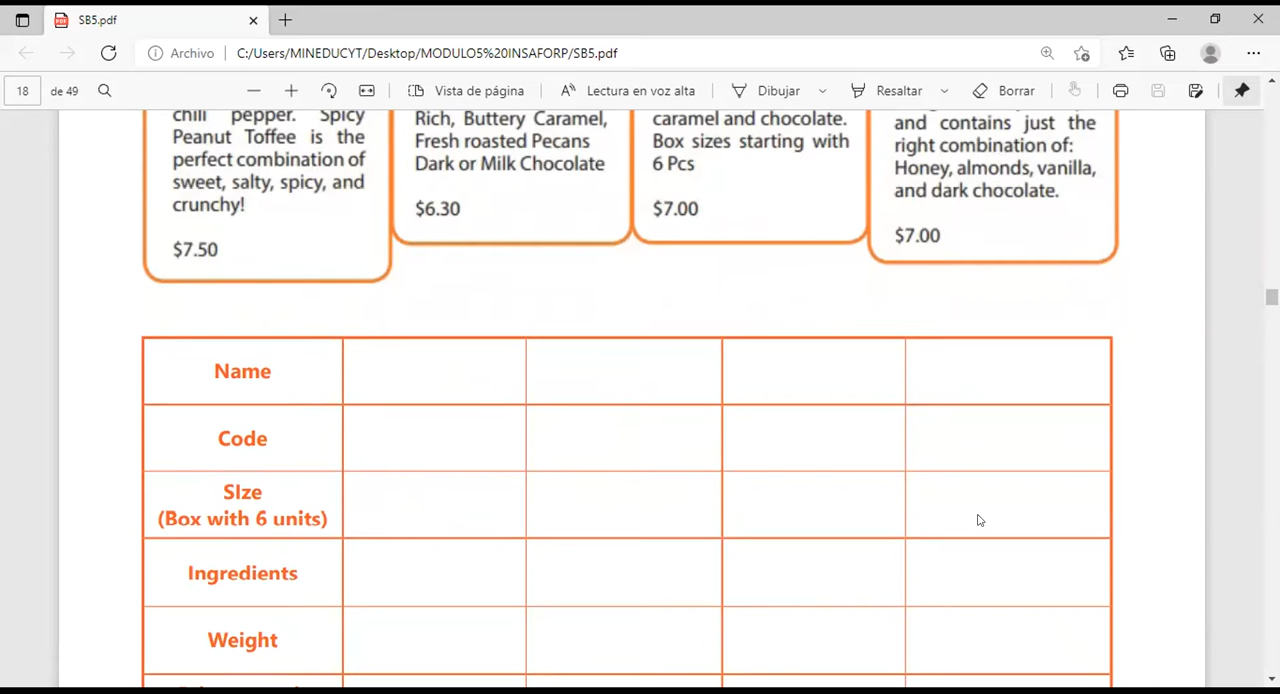 SB5.pdf
Archivo
C:/Users/MINEDUCYT/Desktop/MODULO5%20INSAFORP/SB5.pdf
18 de 49
Vista de página
Lectura en voz alta
Dibujar
Resaltar
Borrar
chili pepper. Spicy
Peanut Toffee is the
perfect combination of
sweet, salty, spicy, and
crunchy!
$7.50
Rich, Buttery Caramel,
Fresh roasted Pecans
Dark or Milk Chocolate
$6.30
caramel and chocolate.
Box sizes starting with
6 Pcs
$7.00
and contains just the
right combination of:
Honey, almonds, vanilla,
and dark chocolate.
$7.00
Name
Code
SIze
(Box with 6 units)
Ingredients
Weight